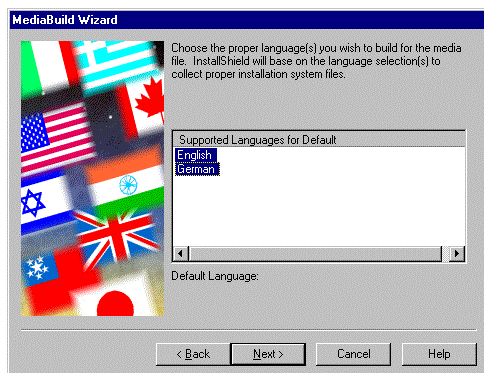 MediaBuild Wizard
Choose the proper language(s) you wish to build for the media
file. InstallShield will base on the language selection(s) to
collect proper installation system files.
Supported Languages for Default
English
German
Default Language:
< Back
Next >
Cancel
Help